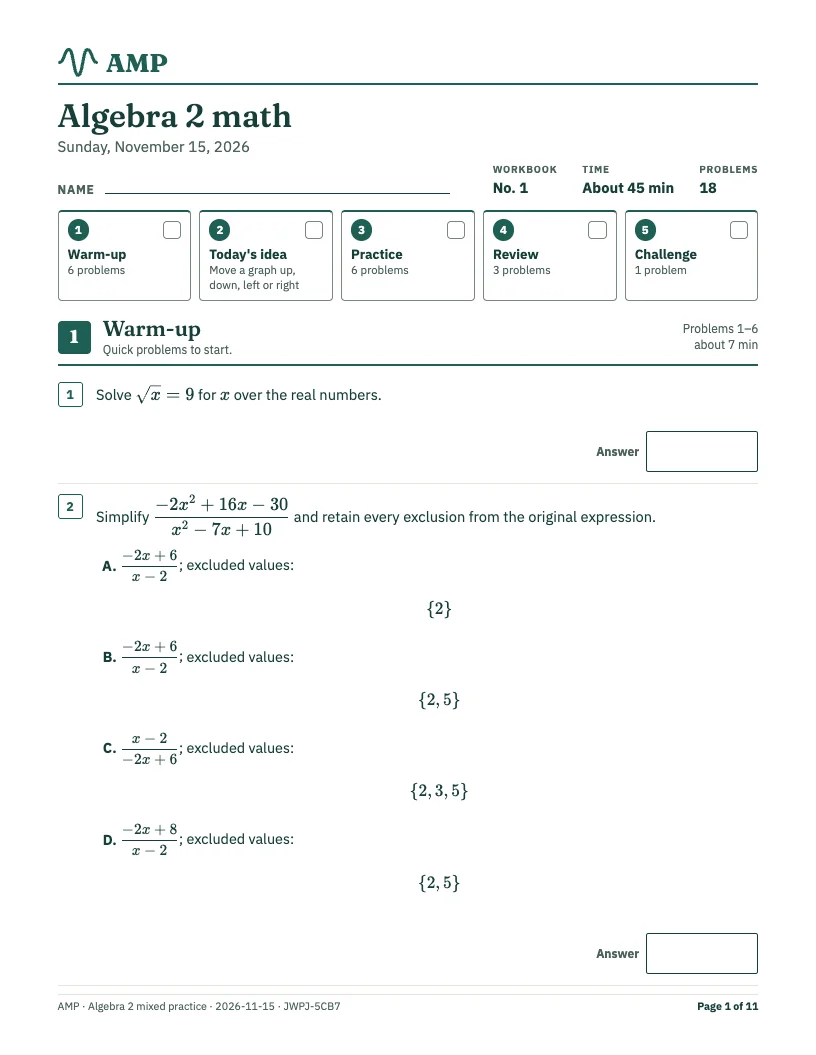 AMP
Algebra 2 math
Sunday, November 15, 2026
NAME
WORKBOOK TIME PROBLEMS
No. 1 About 45 min 18
1 Warm-up
6 problems
2 Today's idea
Move a graph up,
down, left or right
3 Practice
6 problems
4 Review
3 problems
5 Challenge
1 problem
1 Warm-up
Quick problems to start.
Problems 1–6
about 7 min
1 Solve √x = 9 for x over the real numbers.
Answer
2 Simplify (−2x² + 16x − 30)/(x² − 7x + 10) and retain every exclusion from the original expression.
A. (−2x + 6)/(x − 2); excluded values:
{2}
B. (−2x + 6)/(x − 2); excluded values:
{2, 5}
C. (x − 2)/(−2x + 6); excluded values:
{2, 3, 5}
D. (−2x + 8)/(x − 2); excluded values:
{2, 5}
Answer
AMP · Algebra 2 mixed practice · 2026-11-15 · JWPJ-5CB7
Page 1 of 11